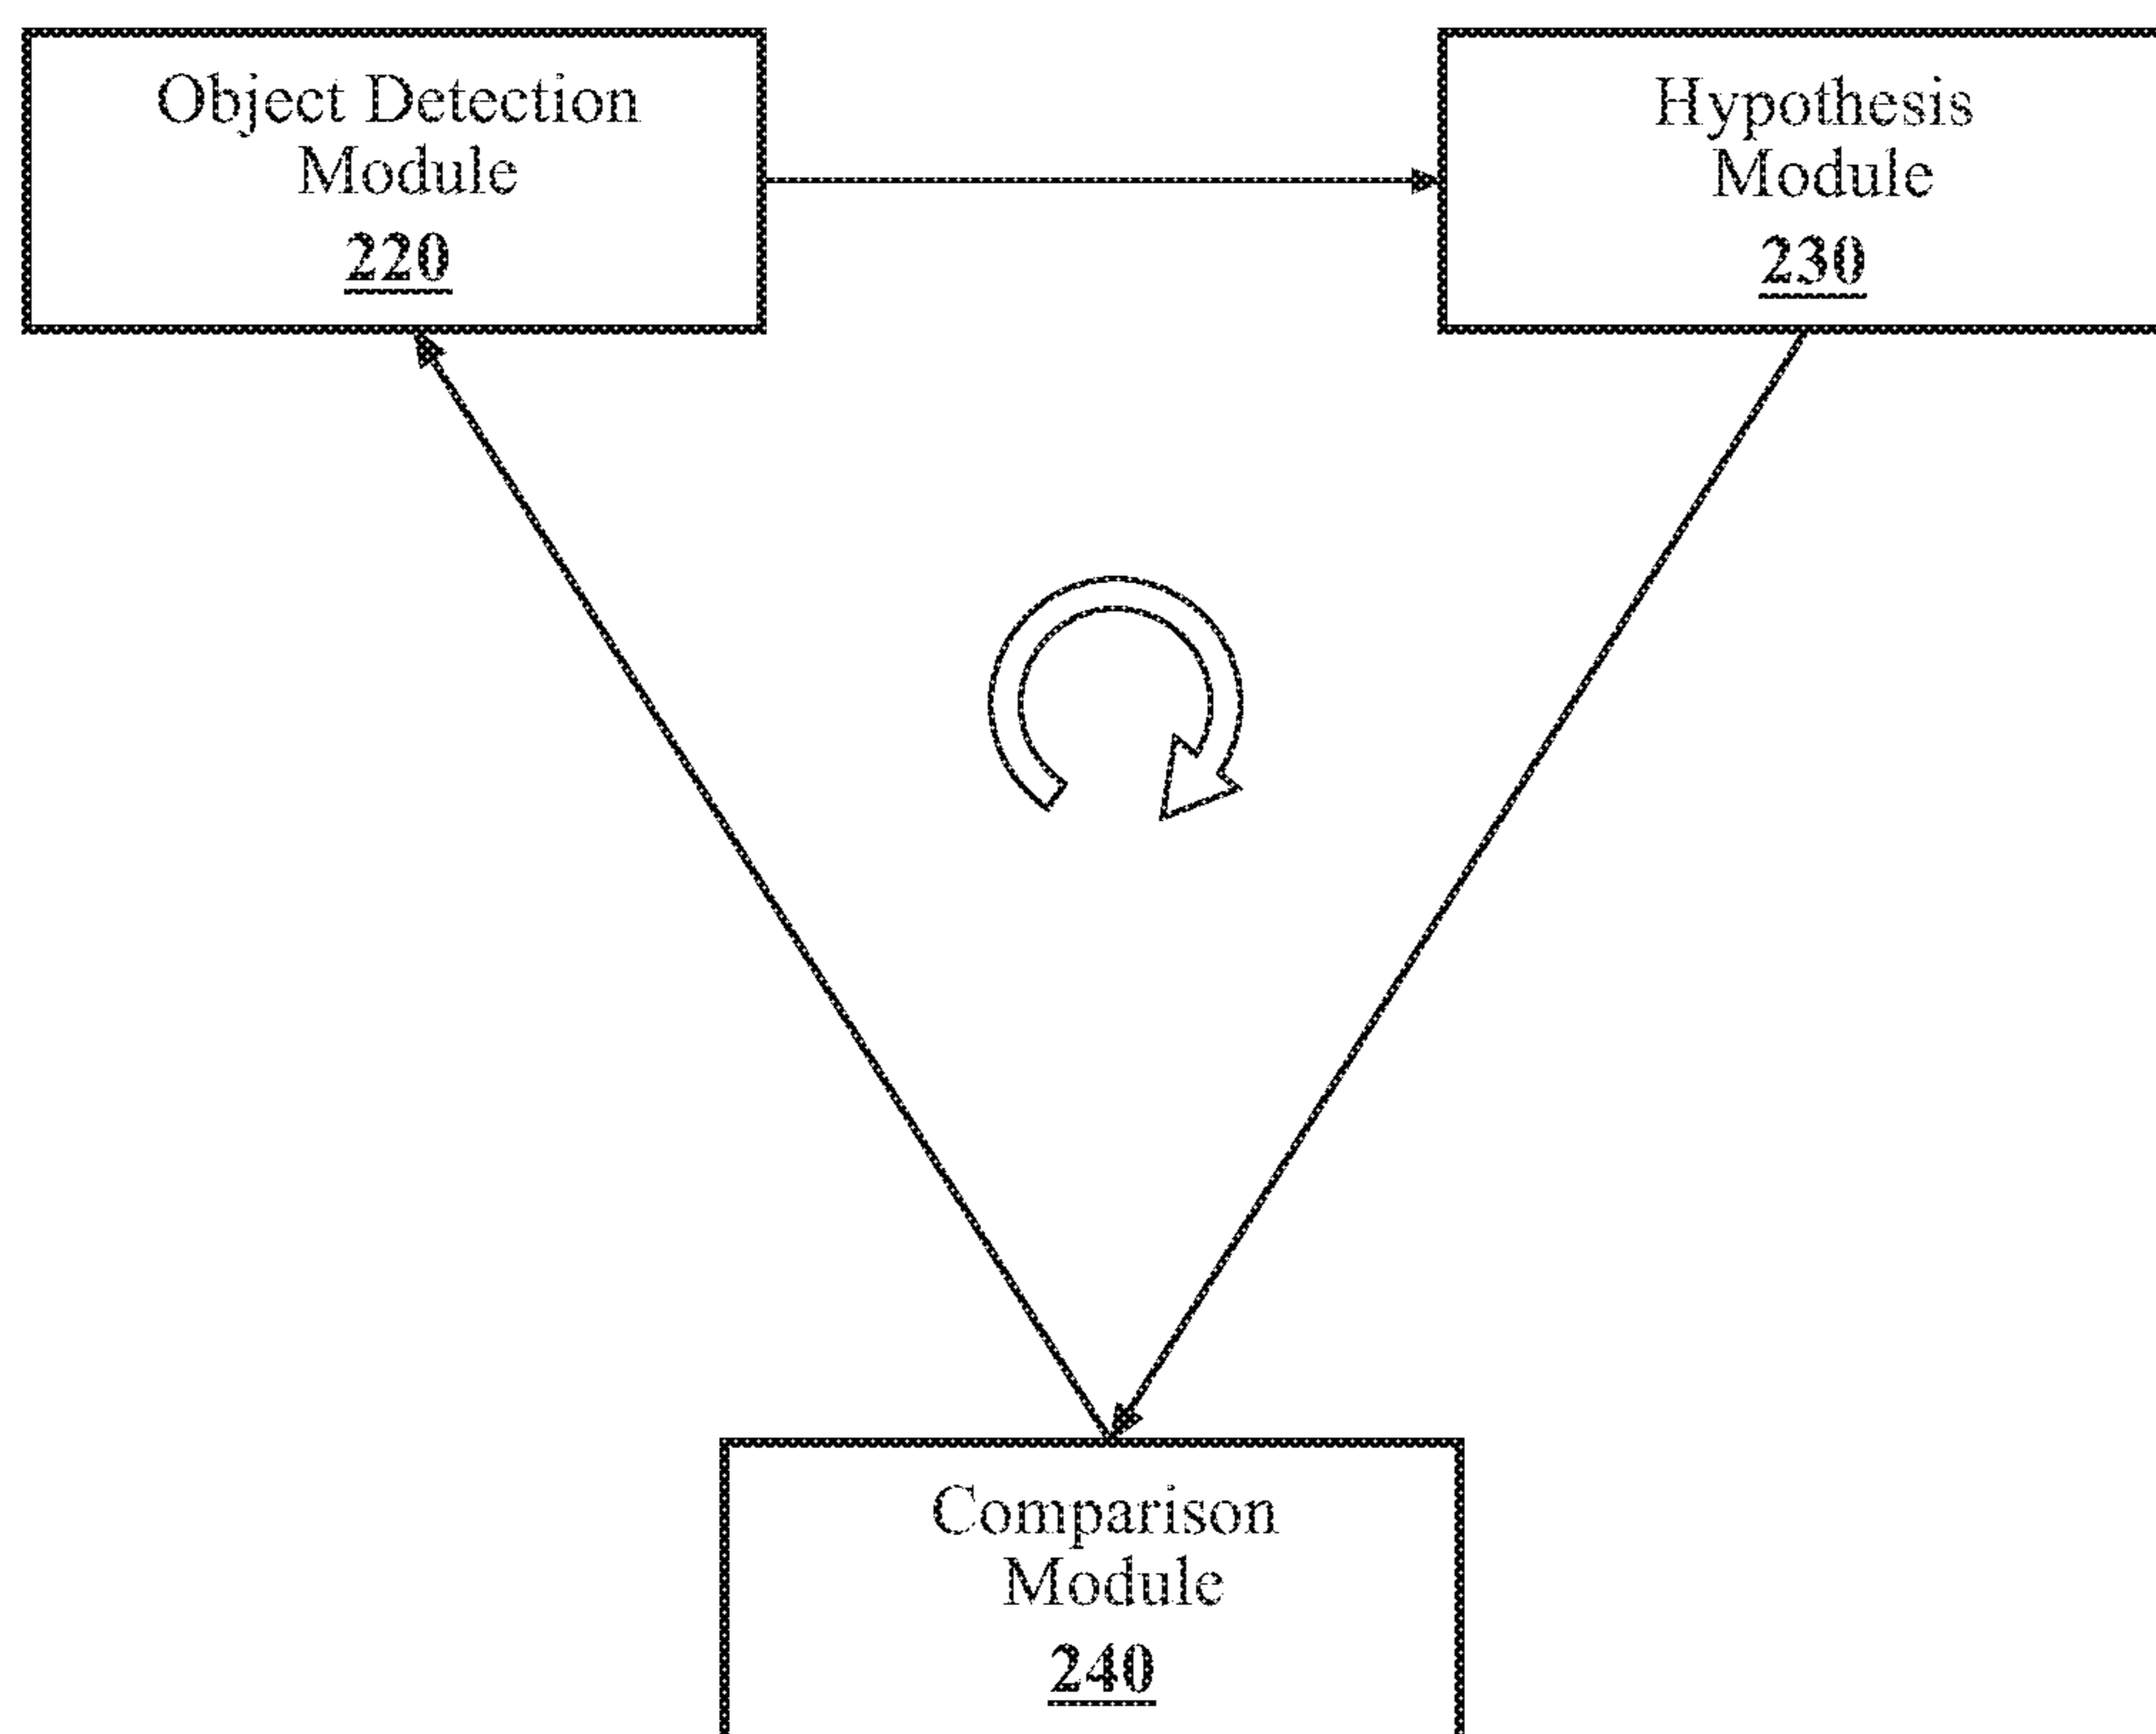 Object Detection
Module
220
Hypothesis
Module
230
Comparison
Module
240